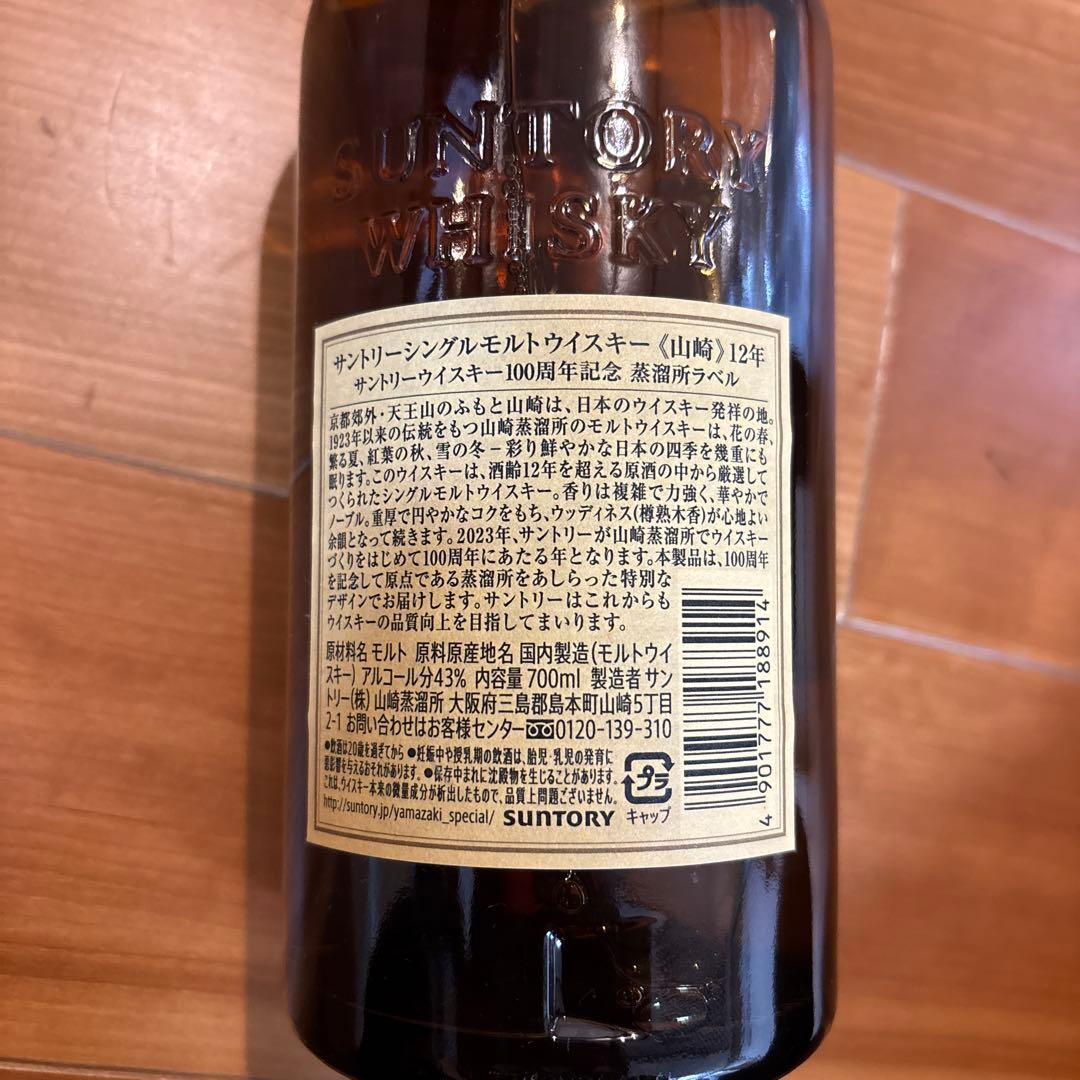 SUNTORY
WHISKY
サントリーシングルモルトウイスキー《山崎》12年
サントリーウイスキー100周年記念 蒸溜所ラベル
京都郊外・天王山のふもと山崎は、日本のウイスキー発祥の地。
1923年以来の伝統をもつ山崎蒸溜所のモルトウイスキーは、花の春、
繁る夏、紅葉の秋、雪の冬－彩り鮮やかな日本の四季を幾重にも
眠ります。このウイスキーは、酒齢12年を超える原酒の中から厳選して
つくられたシングルモルトウイスキー。香りは複雑で力強く、華やかで
ノーブル。重厚で円やかなコクをもち、ウッディネス(樽熟木香)が心地よい
余韻となって続きます。2023年、サントリーが山崎蒸溜所でウイスキー
づくりをはじめて100周年にあたる年となります。本製品は、100周年
を記念して原点である蒸溜所をあしらった特別な
デザインでお届けします。サントリーはこれからも
ウイスキーの品質向上を目指してまいります。
原材料名 モルト 原料原産地名 国内製造(モルトウイ
スキー) アルコール分43% 内容量700ml 製造者 サン
トリー(株) 山崎蒸溜所 大阪府三島郡島本町山崎5丁目
2-1 お問い合わせはお客様センター0120-139-310
●飲酒は20歳を過ぎてから ●妊娠中や授乳期の飲酒は、胎児・乳児の発育に
悪影響を与えるおそれがあります。 ●保存中まれに沈殿物を生じることがあります。
これは、ウイスキー本来の微量成分が析出したもので、品質上問題ございません。
http://suntory.jp/yamazaki_special/ SUNTORY
プラ
キャップ
4 901777 188914